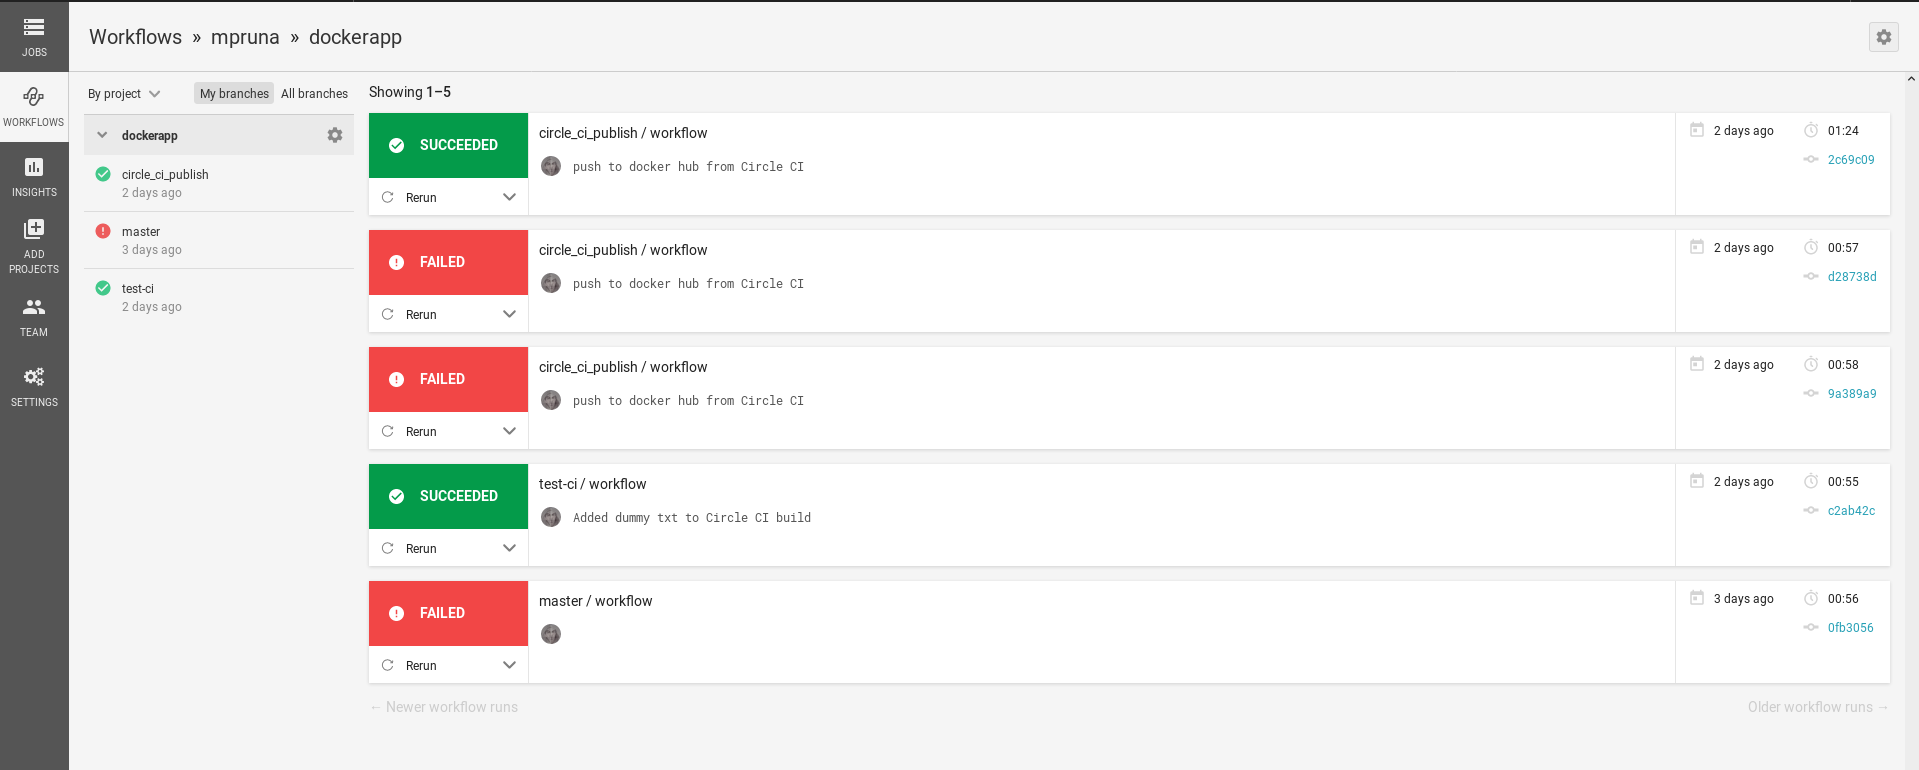 JOBS
WORKFLOWS
INSIGHTS
ADD
PROJECTS
TEAM
SETTINGS
Workflows » mpruna » dockerapp
By project
My branches
All branches
dockerapp
circle_ci_publish
2 days ago
master
3 days ago
test-ci
2 days ago
Showing 1–5
SUCCEEDED
Rerun
circle_ci_publish / workflow
push to docker hub from Circle CI
2 days ago
01:24
2c69c09
FAILED
Rerun
circle_ci_publish / workflow
push to docker hub from Circle CI
2 days ago
00:57
d28738d
FAILED
Rerun
circle_ci_publish / workflow
push to docker hub from Circle CI
2 days ago
00:58
9a389a9
SUCCEEDED
Rerun
test-ci / workflow
Added dummy txt to Circle CI build
2 days ago
00:55
c2ab42c
FAILED
Rerun
master / workflow
3 days ago
00:56
0fb3056
← Newer workflow runs
Older workflow runs →